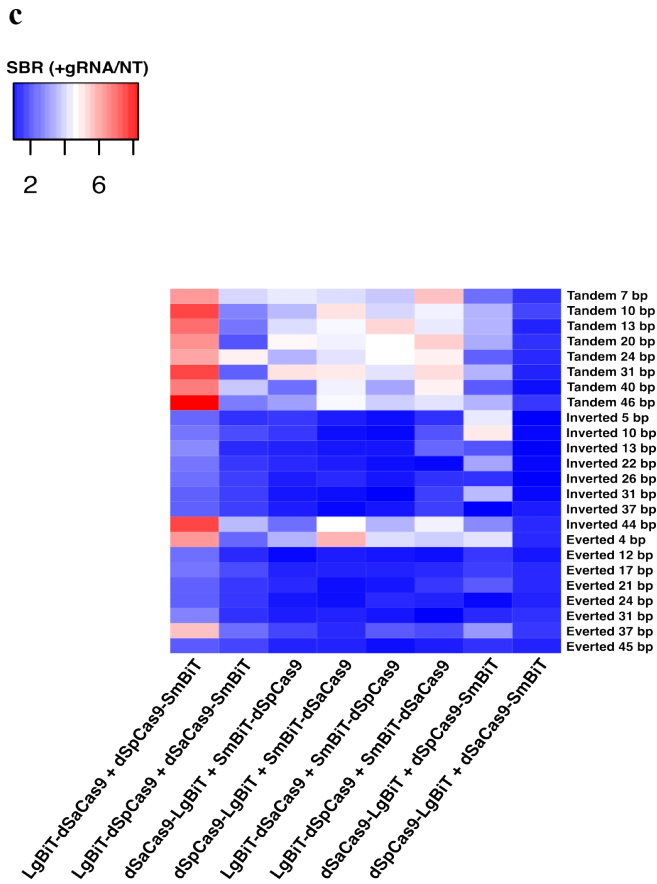 c
SBR (+gRNA/NT)
2 6
Tandem 7 bp
Tandem 10 bp
Tandem 13 bp
Tandem 20 bp
Tandem 24 bp
Tandem 31 bp
Tandem 40 bp
Tandem 46 bp
Inverted 5 bp
Inverted 10 bp
Inverted 13 bp
Inverted 22 bp
Inverted 26 bp
Inverted 31 bp
Inverted 37 bp
Inverted 44 bp
Everted 4 bp
Everted 12 bp
Everted 17 bp
Everted 21 bp
Everted 24 bp
Everted 31 bp
Everted 37 bp
Everted 45 bp
LgBiT-dSaCas9 + dSpCas9-SmBiT
LgBiT-dSpCas9 + dSaCas9-SmBiT
dSaCas9-LgBiT + SmBiT-dSpCas9
dSpCas9-LgBiT + SmBiT-dSaCas9
LgBiT-dSaCas9 + SmBiT-dSpCas9
LgBiT-dSpCas9 + SmBiT-dSaCas9
dSaCas9-LgBiT + dSpCas9-SmBiT
dSpCas9-LgBiT + dSaCas9-SmBiT